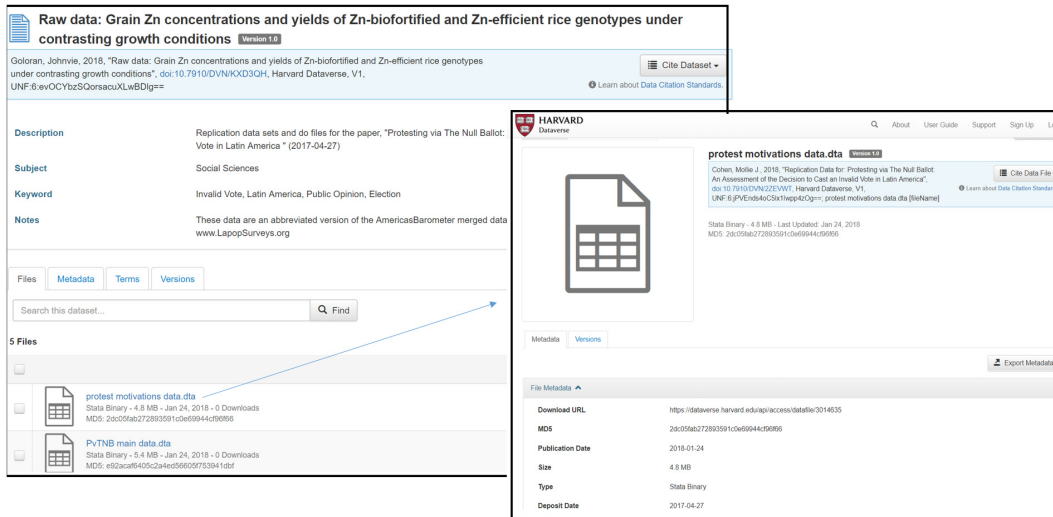 Raw data: Grain Zn concentrations and yields of Zn-biofortified and Zn-efficient rice genotypes under
contrasting growth conditions Version 1.0
Goloran, Johnvie, 2018, "Raw data: Grain Zn concentrations and yields of Zn-biofortified and Zn-efficient rice genotypes
under contrasting growth conditions", doi:10.7910/DVN/KXD3QH, Harvard Dataverse, V1,
UNF:6:evOCYbzSQorsacuXLwBDlg==
Cite Dataset
Learn about Data Citation Standards.
Description
Replication data sets and do files for the paper, "Protesting via The Null Ballot:
Vote in Latin America " (2017-04-27)
Subject
Social Sciences
Keyword
Invalid Vote, Latin America, Public Opinion, Election
Notes
These data are an abbreviated version of the AmericasBarometer merged data
www.LapopSurveys.org
Files Metadata Terms Versions
Search this dataset... Find
5 Files
protest motivations data.dta
Stata Binary - 4.8 MB - Jan 24, 2018 - 0 Downloads
MD5: 2dc05fab272893591c0e69944cf96f66
PvTNB main data.dta
Stata Binary - 5.4 MB - Jan 24, 2018 - 0 Downloads
MD5: e92acaf6405c2a4ed56605f753941dbf
HARVARD
Dataverse
About User Guide Support Sign Up
protest motivations data.dta Version 1.0
Cohen, Mollie J., 2018, "Replication Data for: Protesting via The Null Ballot:
An Assessment of the Decision to Cast an Invalid Vote in Latin America",
doi:10.7910/DVN/2ZEVWT, Harvard Dataverse, V1,
UNF:6:jPVEnds4oC5ix1Iwpp4zOg==; protest motivations data.dta [fileName]
Cite Data File
Learn about Data Citation Standards
Stata Binary - 4.8 MB - Last Updated: Jan 24, 2018
MD5: 2dc05fab272893591c0e69944cf96f66
Metadata Versions
Export Metadata
File Metadata
Download URL
https://dataverse.harvard.edu/api/access/datafile/3014635
MD5
2dc05fab272893591c0e69944cf96f66
Publication Date
2018-01-24
Size
4.8 MB
Type
Stata Binary
Deposit Date
2017-04-27